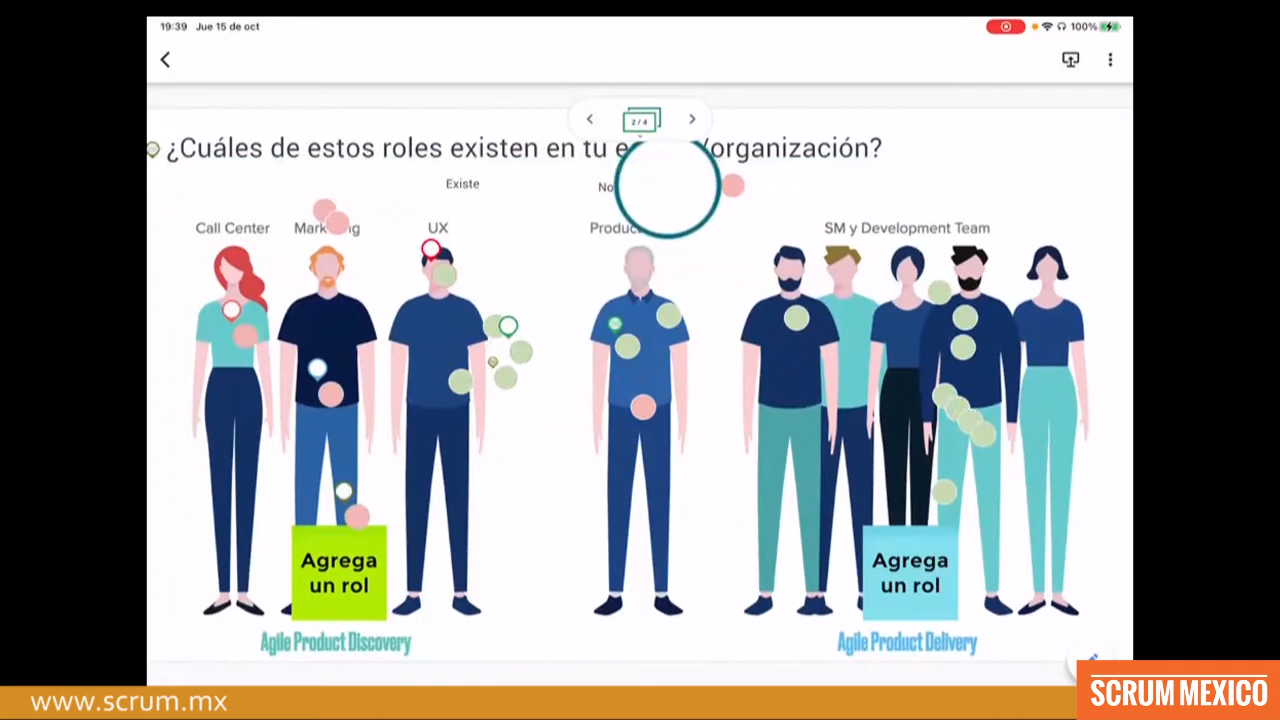 19:39 Jue 15 de oct
100%
2 / 4
¿Cuáles de estos roles existen en tu /organización?
Existe
No
Call Center
UX
SM y Development Team
Agrega
un rol
Agrega
un rol
Agile Product Discovery
Agile Product Delivery
www.scrum.mx
SCRUM MEXICO